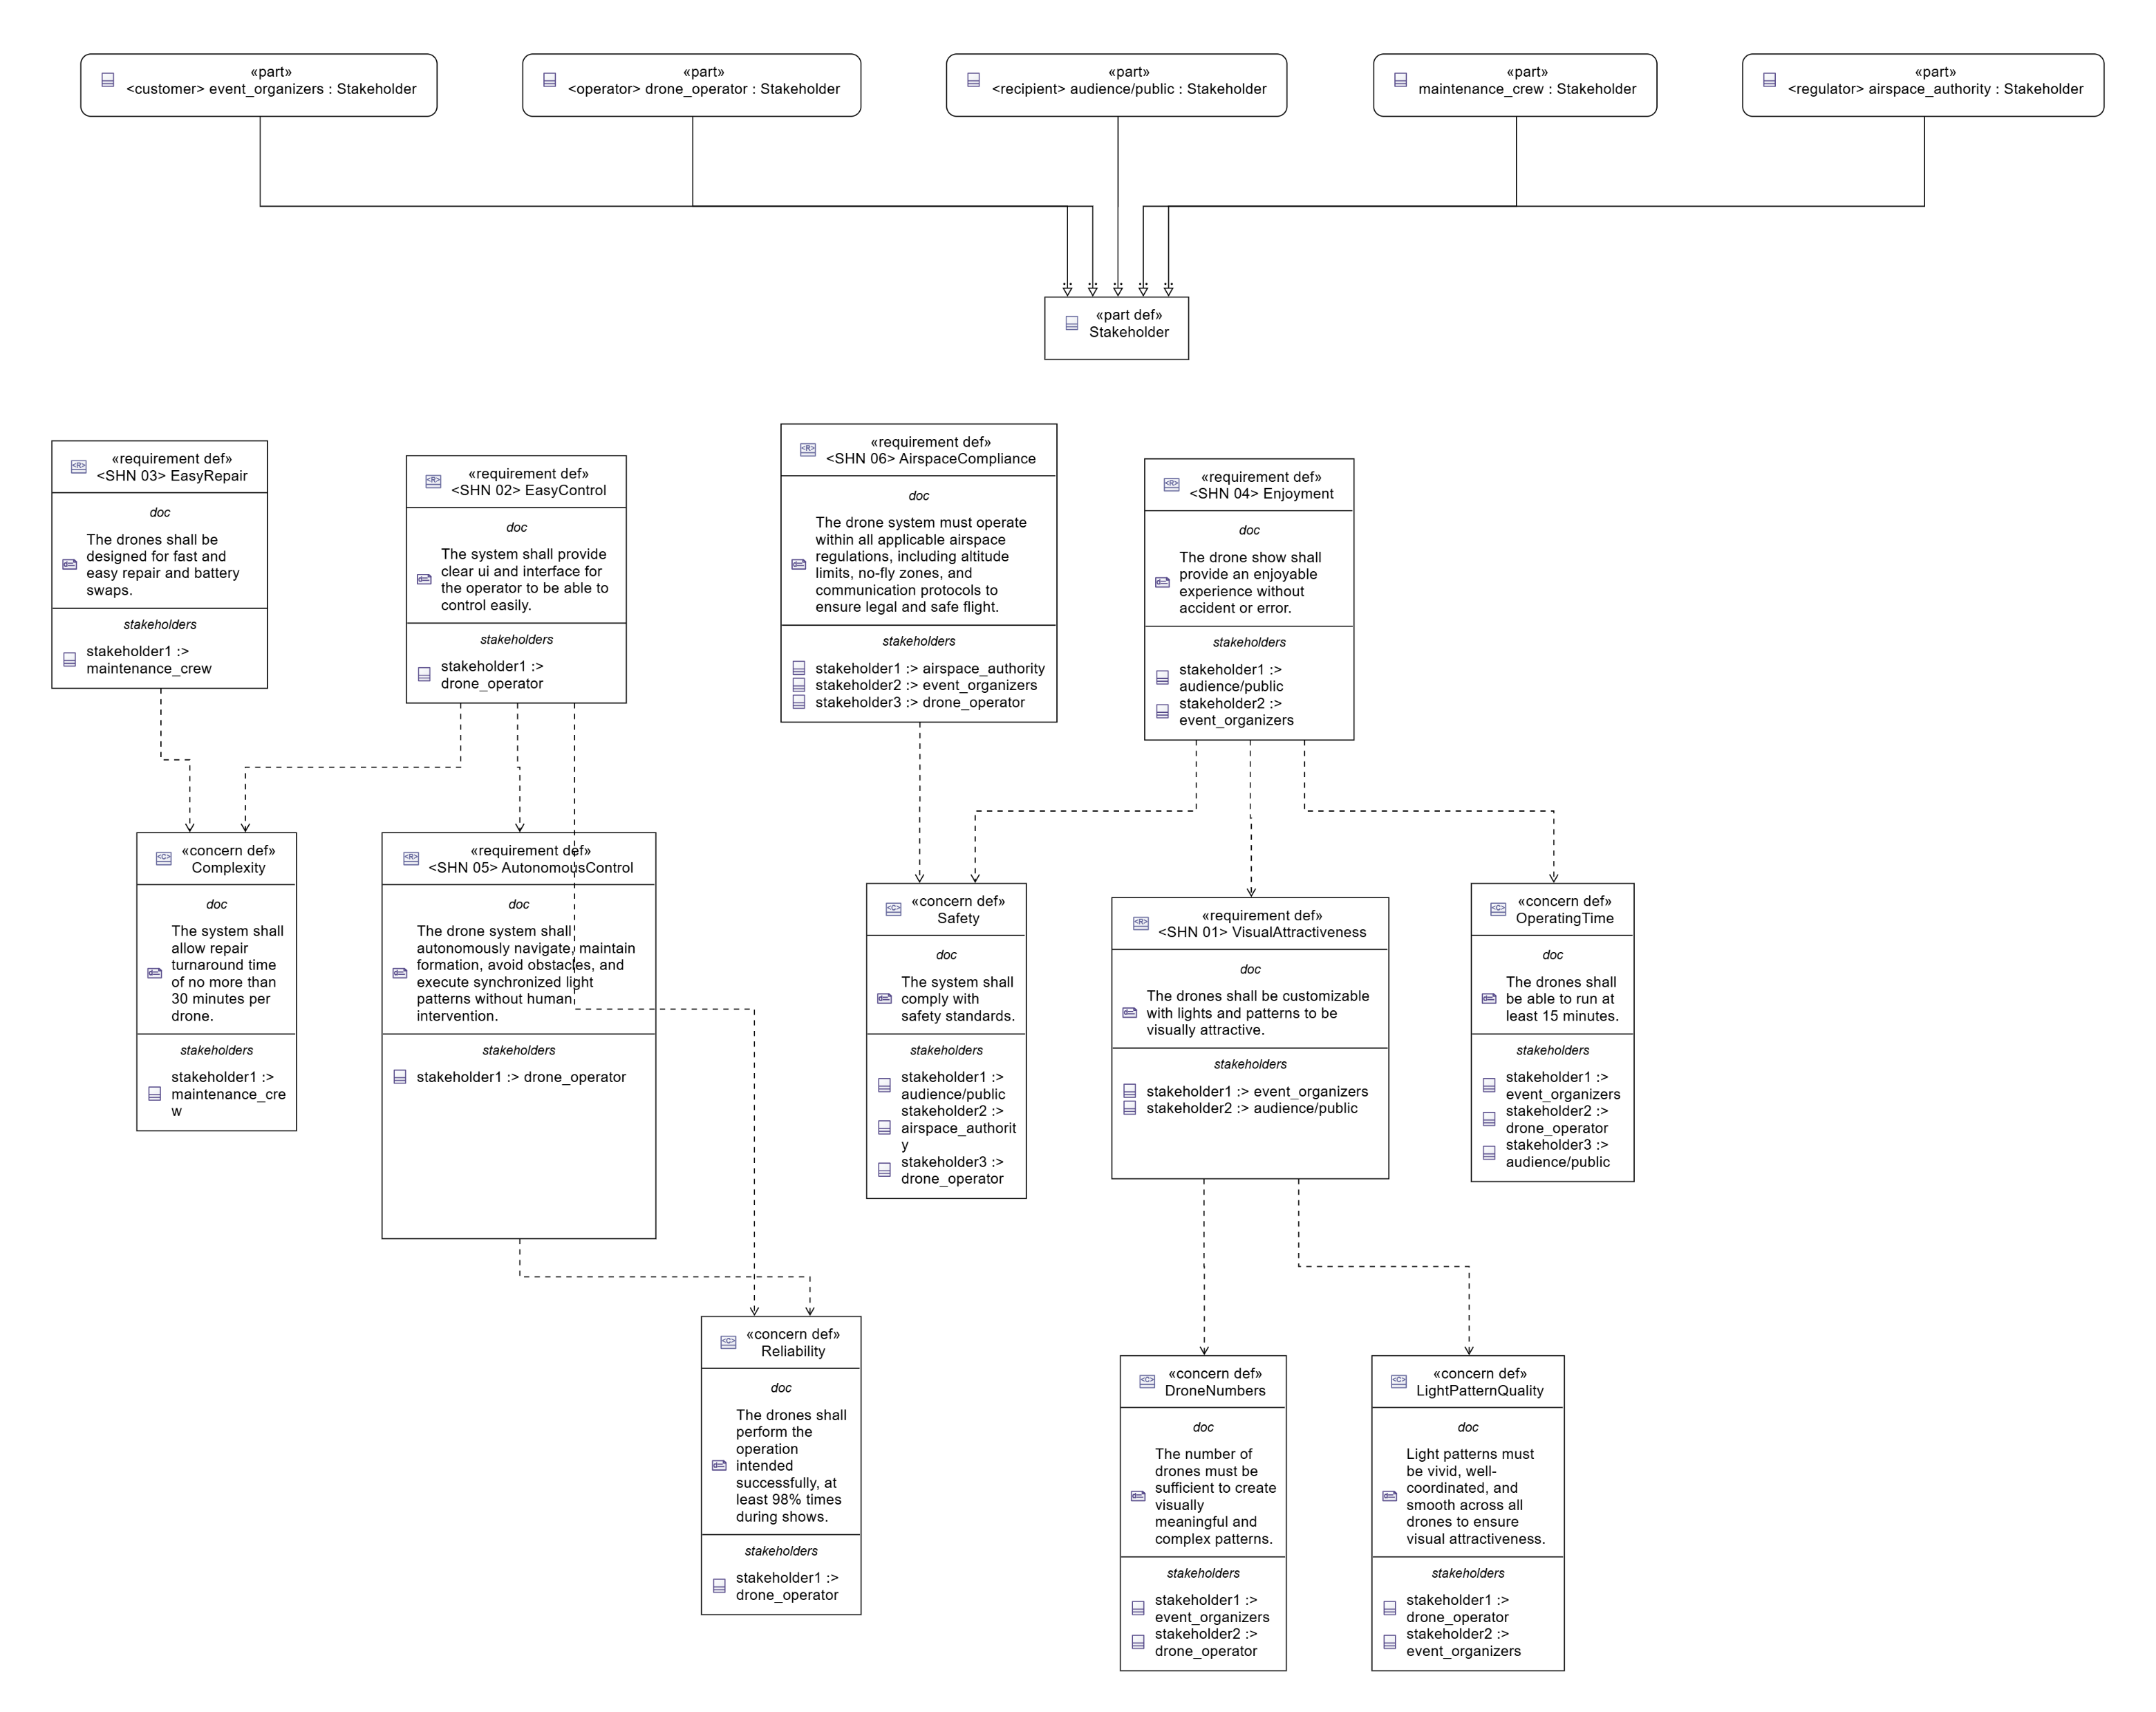 «part»
<customer> event_organizers : Stakeholder
«part»
<operator> drone_operator : Stakeholder
«part»
<recipient> audience/public : Stakeholder
«part»
maintenance_crew : Stakeholder
«part»
<regulator> airspace_authority : Stakeholder
«part def»
Stakeholder
«requirement def»
<SHN 03> EasyRepair
doc
The drones shall be
designed for fast and
easy repair and battery
swaps.
stakeholders
stakeholder1 :>
maintenance_crew
«requirement def»
<SHN 02> EasyControl
doc
The system shall provide
clear ui and interface for
the operator to be able to
control easily.
stakeholders
stakeholder1 :>
drone_operator
«requirement def»
<SHN 06> AirspaceCompliance
doc
The drone system must operate
within all applicable airspace
regulations, including altitude
limits, no-fly zones, and
communication protocols to
ensure legal and safe flight.
stakeholders
stakeholder1 :> airspace_authority
stakeholder2 :> event_organizers
stakeholder3 :> drone_operator
«requirement def»
<SHN 04> Enjoyment
doc
The drone show shall
provide an enjoyable
experience without
accident or error.
stakeholders
stakeholder1 :>
audience/public
stakeholder2 :>
event_organizers
«concern def»
Complexity
doc
The system shall
allow repair
turnaround time
of no more than
30 minutes per
drone.
stakeholders
stakeholder1 :>
maintenance_cre
w
«requirement def»
<SHN 05> AutonomousControl
doc
The drone system shall
autonomously navigate, maintain
formation, avoid obstacles, and
execute synchronized light
patterns without human
intervention.
stakeholders
stakeholder1 :> drone_operator
«concern def»
Safety
doc
The system shall
comply with
safety standards.
stakeholders
stakeholder1 :>
audience/public
stakeholder2 :>
airspace_authorit
y
stakeholder3 :>
drone_operator
«requirement def»
<SHN 01> VisualAttractiveness
doc
The drones shall be customizable
with lights and patterns to be
visually attractive.
stakeholders
stakeholder1 :> event_organizers
stakeholder2 :> audience/public
«concern def»
OperatingTime
doc
The drones shall
be able to run at
least 15 minutes.
stakeholders
stakeholder1 :>
event_organizers
stakeholder2 :>
drone_operator
stakeholder3 :>
audience/public
«concern def»
Reliability
doc
The drones shall
perform the
operation
intended
successfully, at
least 98% times
during shows.
stakeholders
stakeholder1 :>
drone_operator
«concern def»
DroneNumbers
doc
The number of
drones must be
sufficient to create
visually
meaningful and
complex patterns.
stakeholders
stakeholder1 :>
event_organizers
stakeholder2 :>
drone_operator
«concern def»
LightPatternQuality
doc
Light patterns must
be vivid, well-
coordinated, and
smooth across all
drones to ensure
visual attractiveness.
stakeholders
stakeholder1 :>
drone_operator
stakeholder2 :>
event_organizers